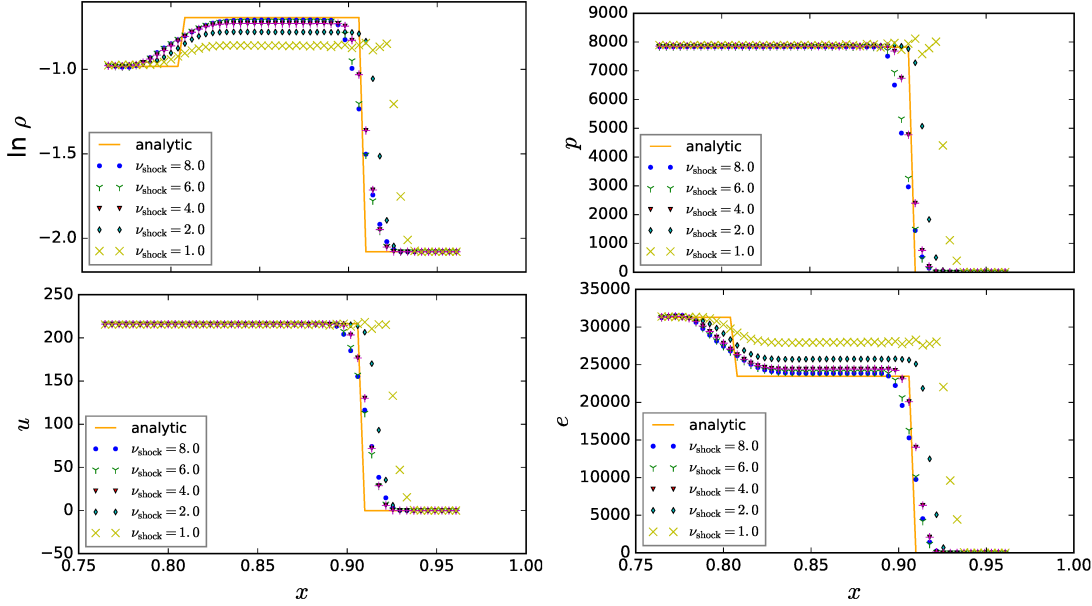 −1.0
−1.5
−2.0
ln ρ
analytic
ν_shock = 8.0
ν_shock = 6.0
ν_shock = 4.0
ν_shock = 2.0
ν_shock = 1.0
9000
8000
7000
6000
5000
4000
3000
2000
1000
0
p
analytic
ν_shock = 8.0
ν_shock = 6.0
ν_shock = 4.0
ν_shock = 2.0
ν_shock = 1.0
250
200
150
100
50
0
−50
u
analytic
ν_shock = 8.0
ν_shock = 6.0
ν_shock = 4.0
ν_shock = 2.0
ν_shock = 1.0
0.75 0.80 0.85 0.90 0.95 1.00
x
35000
30000
25000
20000
15000
10000
5000
0
e
analytic
ν_shock = 8.0
ν_shock = 6.0
ν_shock = 4.0
ν_shock = 2.0
ν_shock = 1.0
0.75 0.80 0.85 0.90 0.95 1.00
x